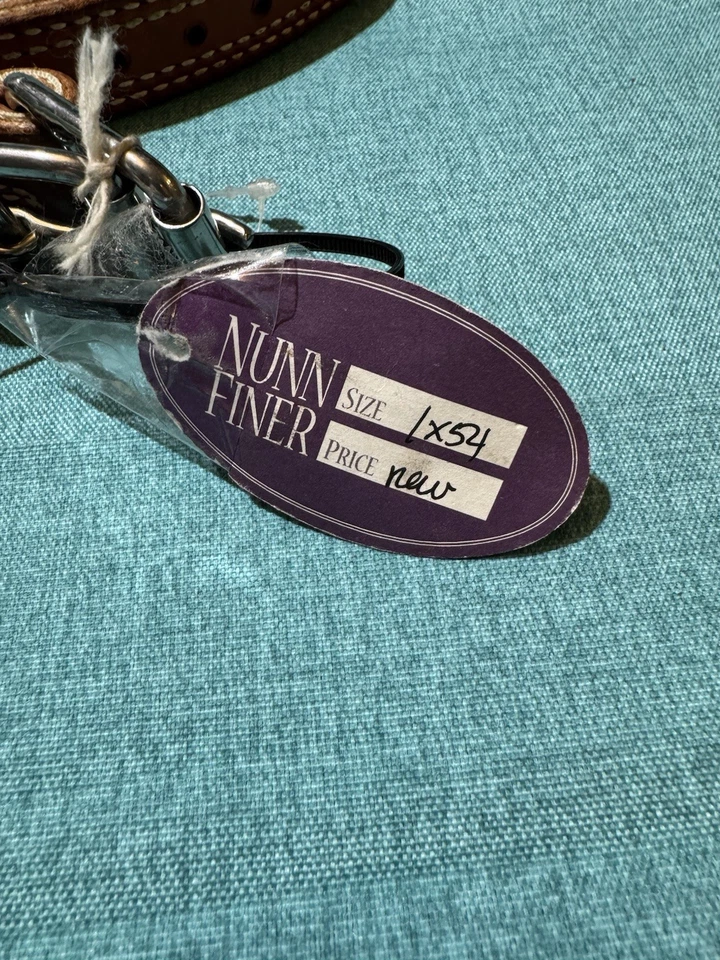 NUNN
FINER
SIZE 1x54
PRICE new